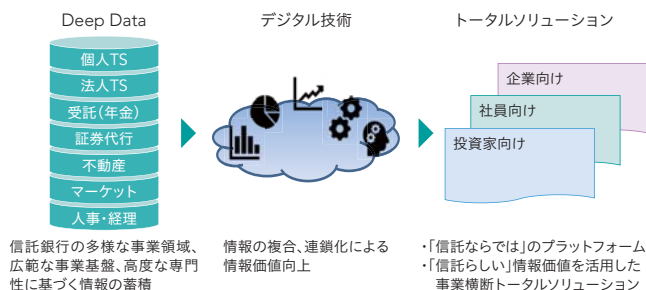 Deep Data
個人TS
法人TS
受託(年金)
証券代行
不動産
マーケット
人事・経理
信託銀行の多様な事業領域、
広範な事業基盤、高度な専門
性に基づく情報の蓄積
デジタル技術
情報の複合、連鎖化による
情報価値向上
トータルソリューション
企業向け
社員向け
投資家向け
・「信託ならでは」のプラットフォーム
・「信託らしい」情報価値を活用した
事業横断トータルソリューション